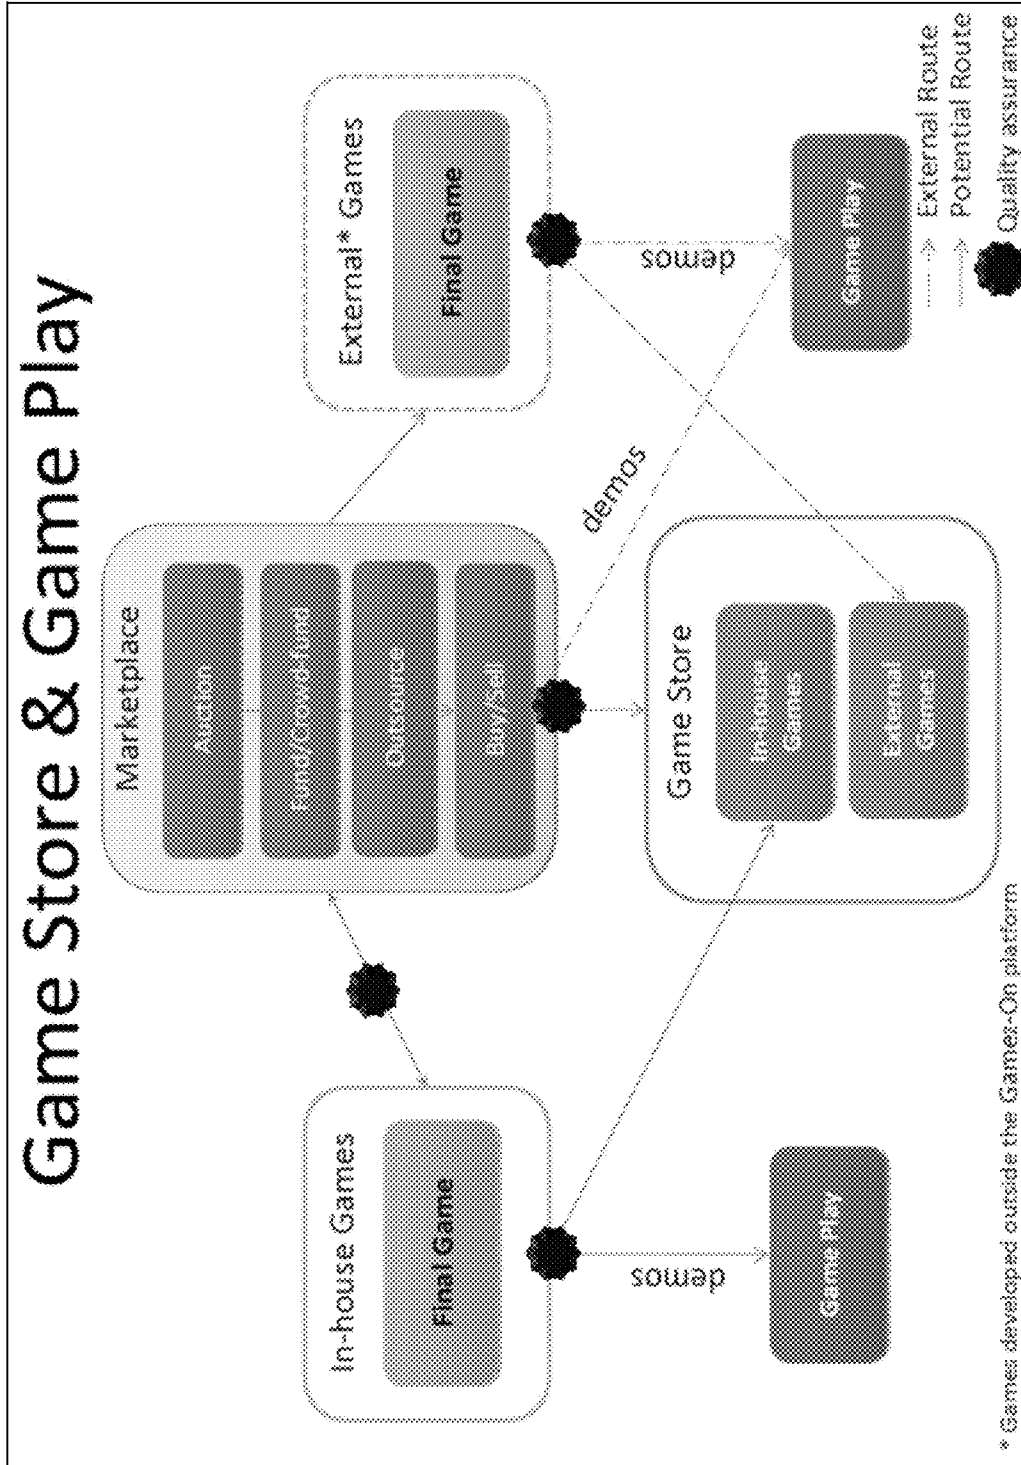 Game Store & Game Play
Marketplace
Auction
Fund/Crowd-fund
Outsource
Buy/Sell
In-house Games
Final Game
External* Games
Final Game
demos
demos
demos
Game Store
In-house
Games
External
Games
Game Play
Game Play
External Route
Potential Route
Quality assurance
* Games developed outside the Gamer-On platform